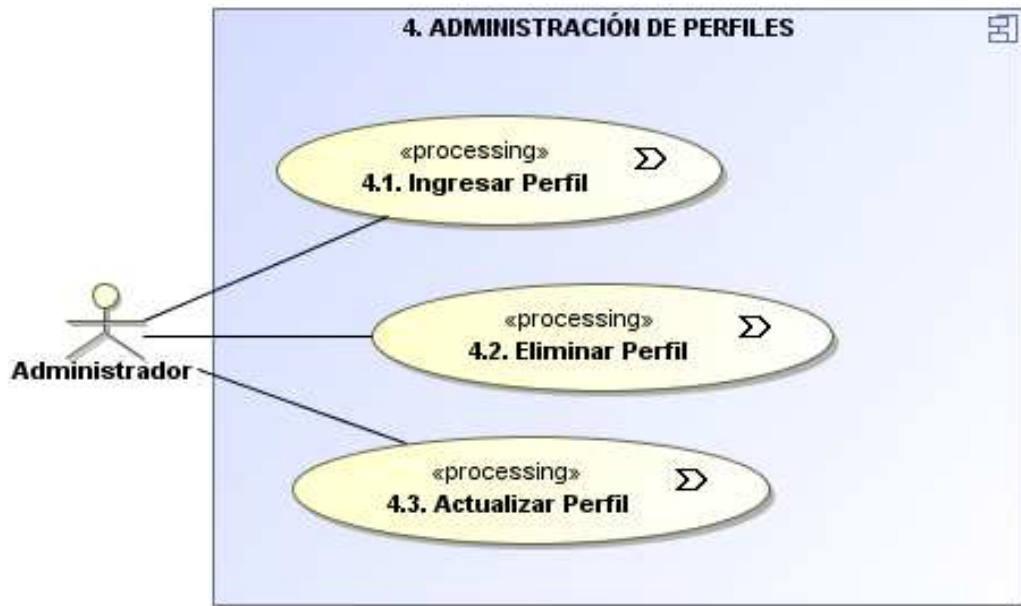 4. ADMINISTRACIÓN DE PERFILES
«processing»
4.1. Ingresar Perfil
«processing»
4.2. Eliminar Perfil
Administrador
«processing»
4.3. Actualizar Perfil